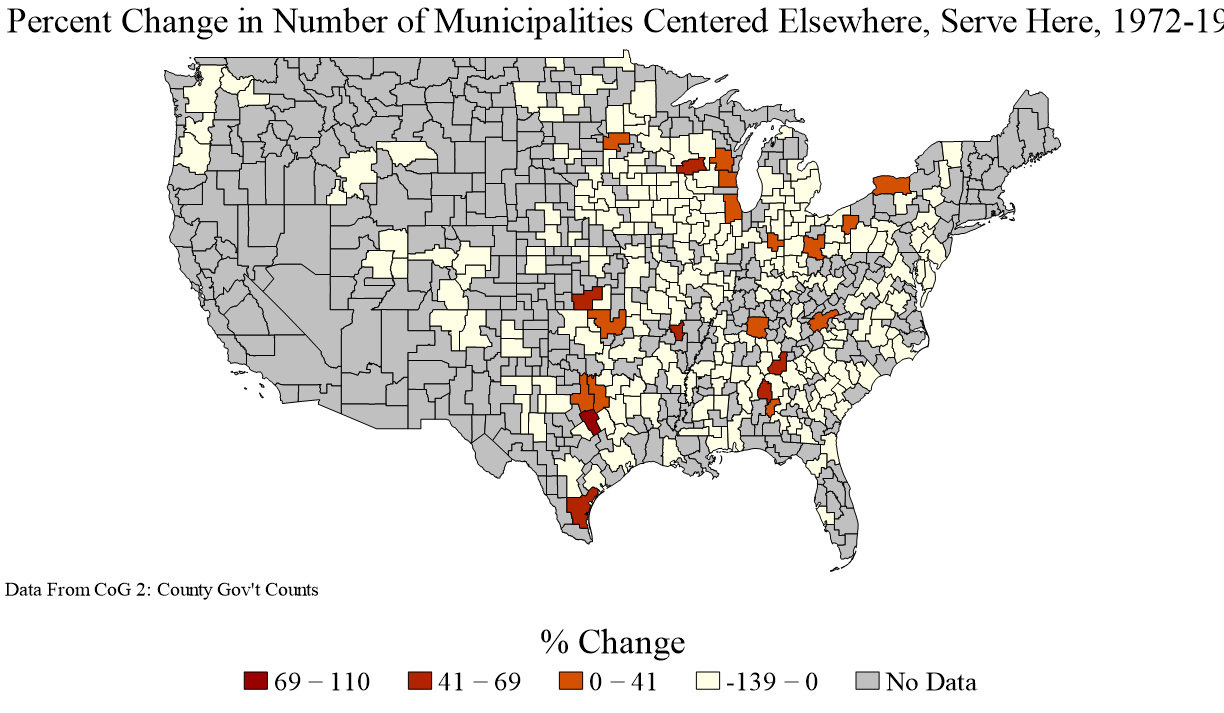 Percent Change in Number of Municipalities Centered Elsewhere, Serve Here, 1972-19
Data From CoG 2: County Gov't Counts
% Change
69 – 110 41 – 69 0 – 41 -139 – 0 No Data